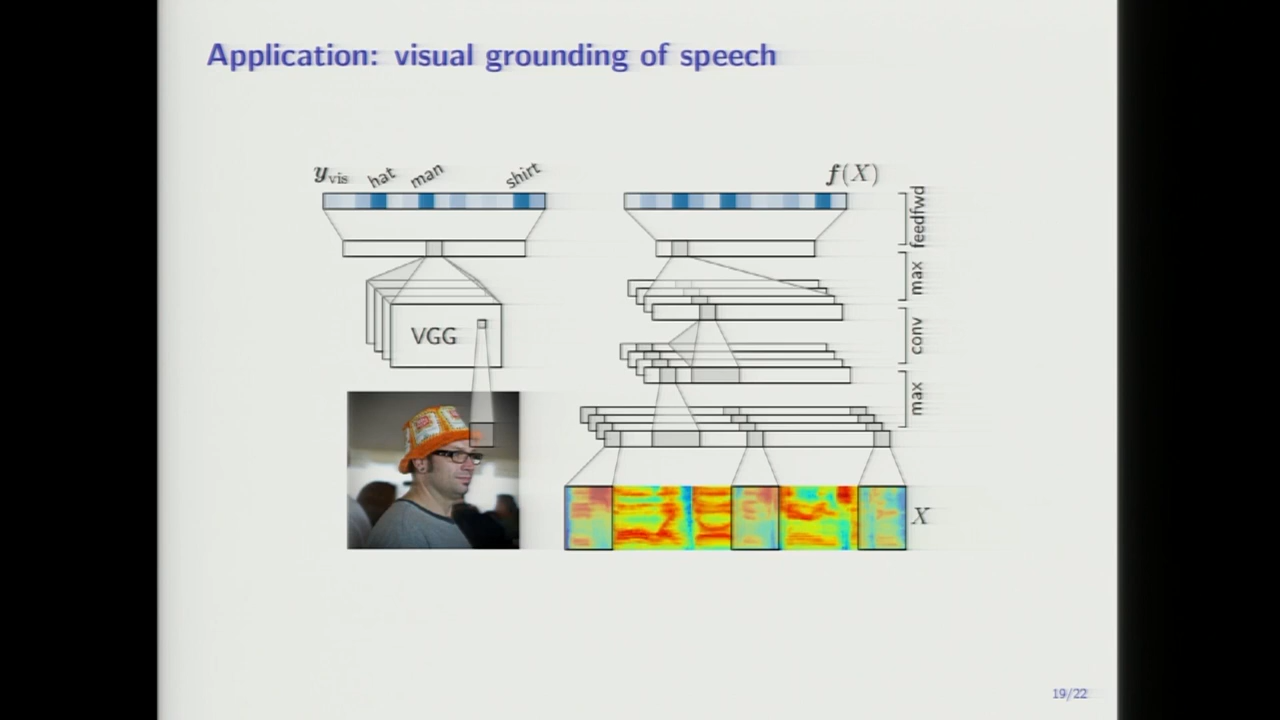 Application: visual grounding of speech
y_vis hat man shirt
f(X)
feedfwd
max
VGG
conv
max
X
19/22